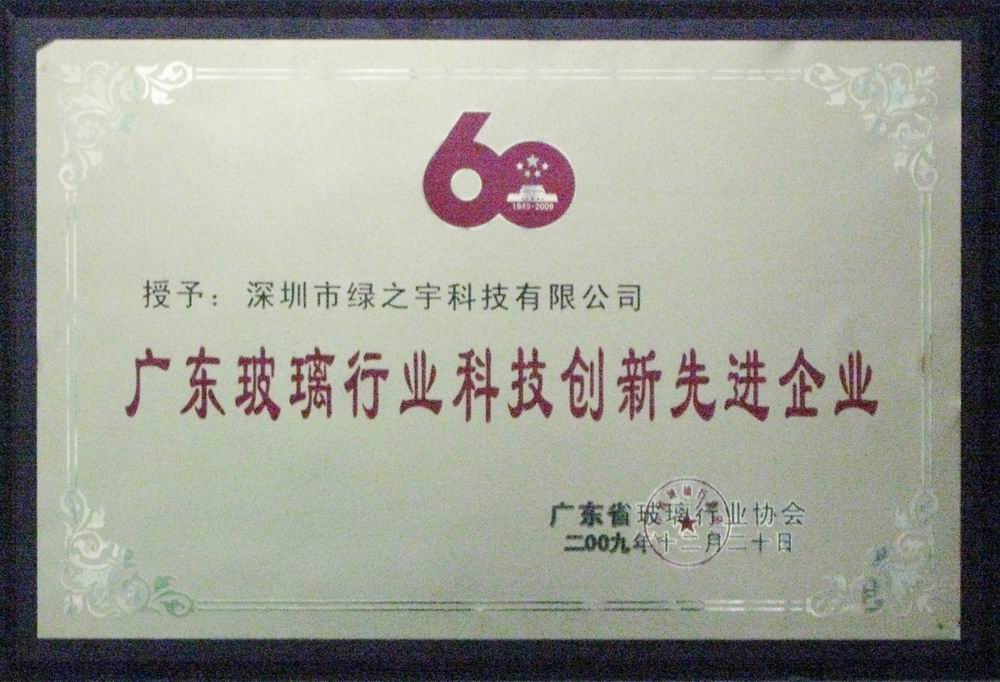 60
1949-2009
授予：深圳市绿之宇科技有限公司
广东玻璃行业科技创新先进企业
广东省玻璃行业协会
二00九年十二月二十日